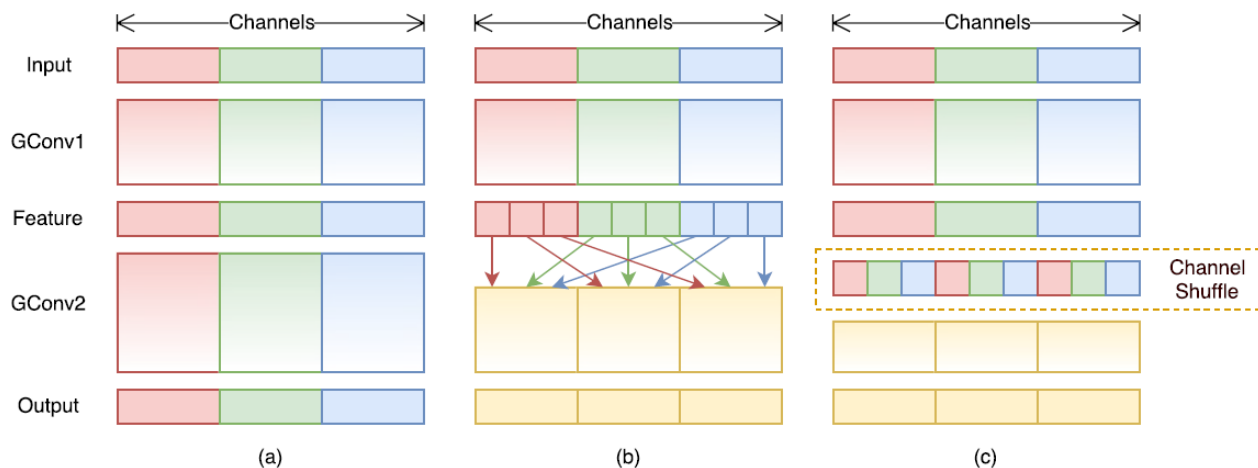 Channels Channels Channels
Input
GConv1
Feature
Channel
Shuffle
GConv2
Output
(a) (b) (c)